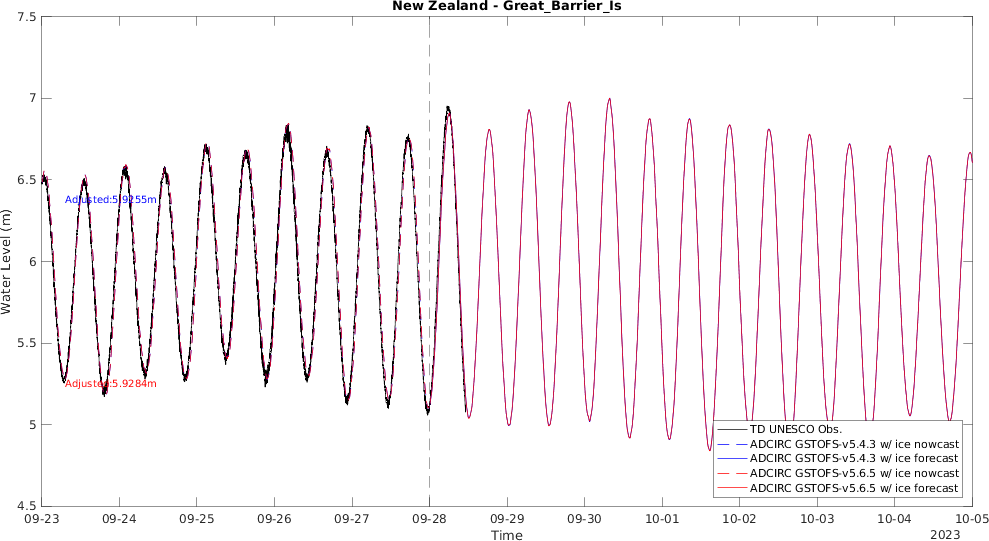 New Zealand - Great_Barrier_Is
7.5
7
6.5
6
5.5
5
4.5
Water Level (m)
Adjusted:5.9255m
Adjusted:5.9284m
TD UNESCO Obs.
ADCIRC GSTOFS-v5.4.3 w/ ice nowcast
ADCIRC GSTOFS-v5.4.3 w/ ice forecast
ADCIRC GSTOFS-v5.6.5 w/ ice nowcast
ADCIRC GSTOFS-v5.6.5 w/ ice forecast
09-23 09-24 09-25 09-26 09-27 09-28 09-29 09-30 10-01 10-02 10-03 10-04 10-05
Time
2023